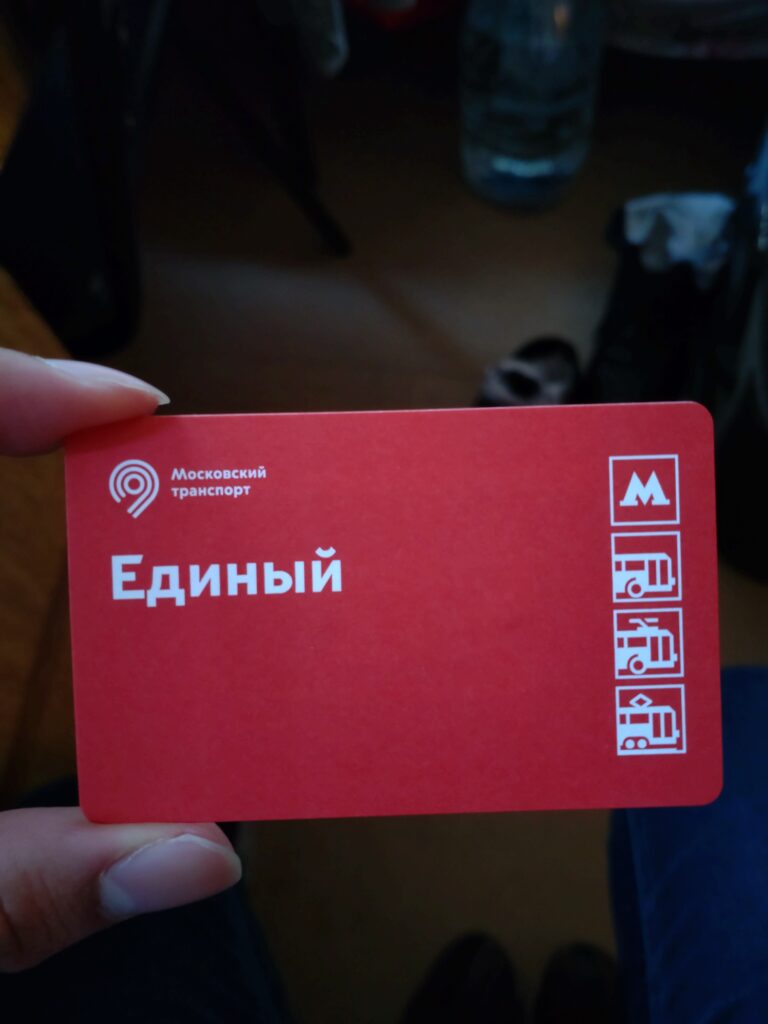 Московский
транспорт
Единый
М